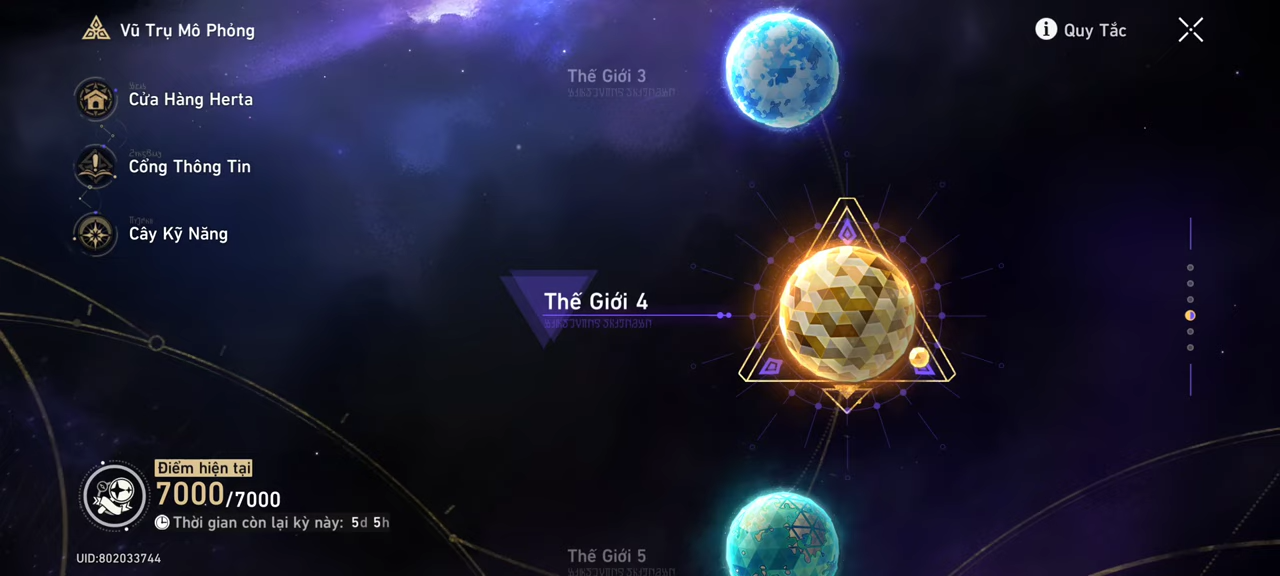 Vũ Trụ Mô Phỏng
Quy Tắc
Thế Giới 3
Cửa Hàng Herta
Cổng Thông Tin
Cây Kỹ Năng
Thế Giới 4
Điểm hiện tại
7000/7000
Thời gian còn lại kỳ này: 5d 5h
UID:802033744
Thế Giới 5